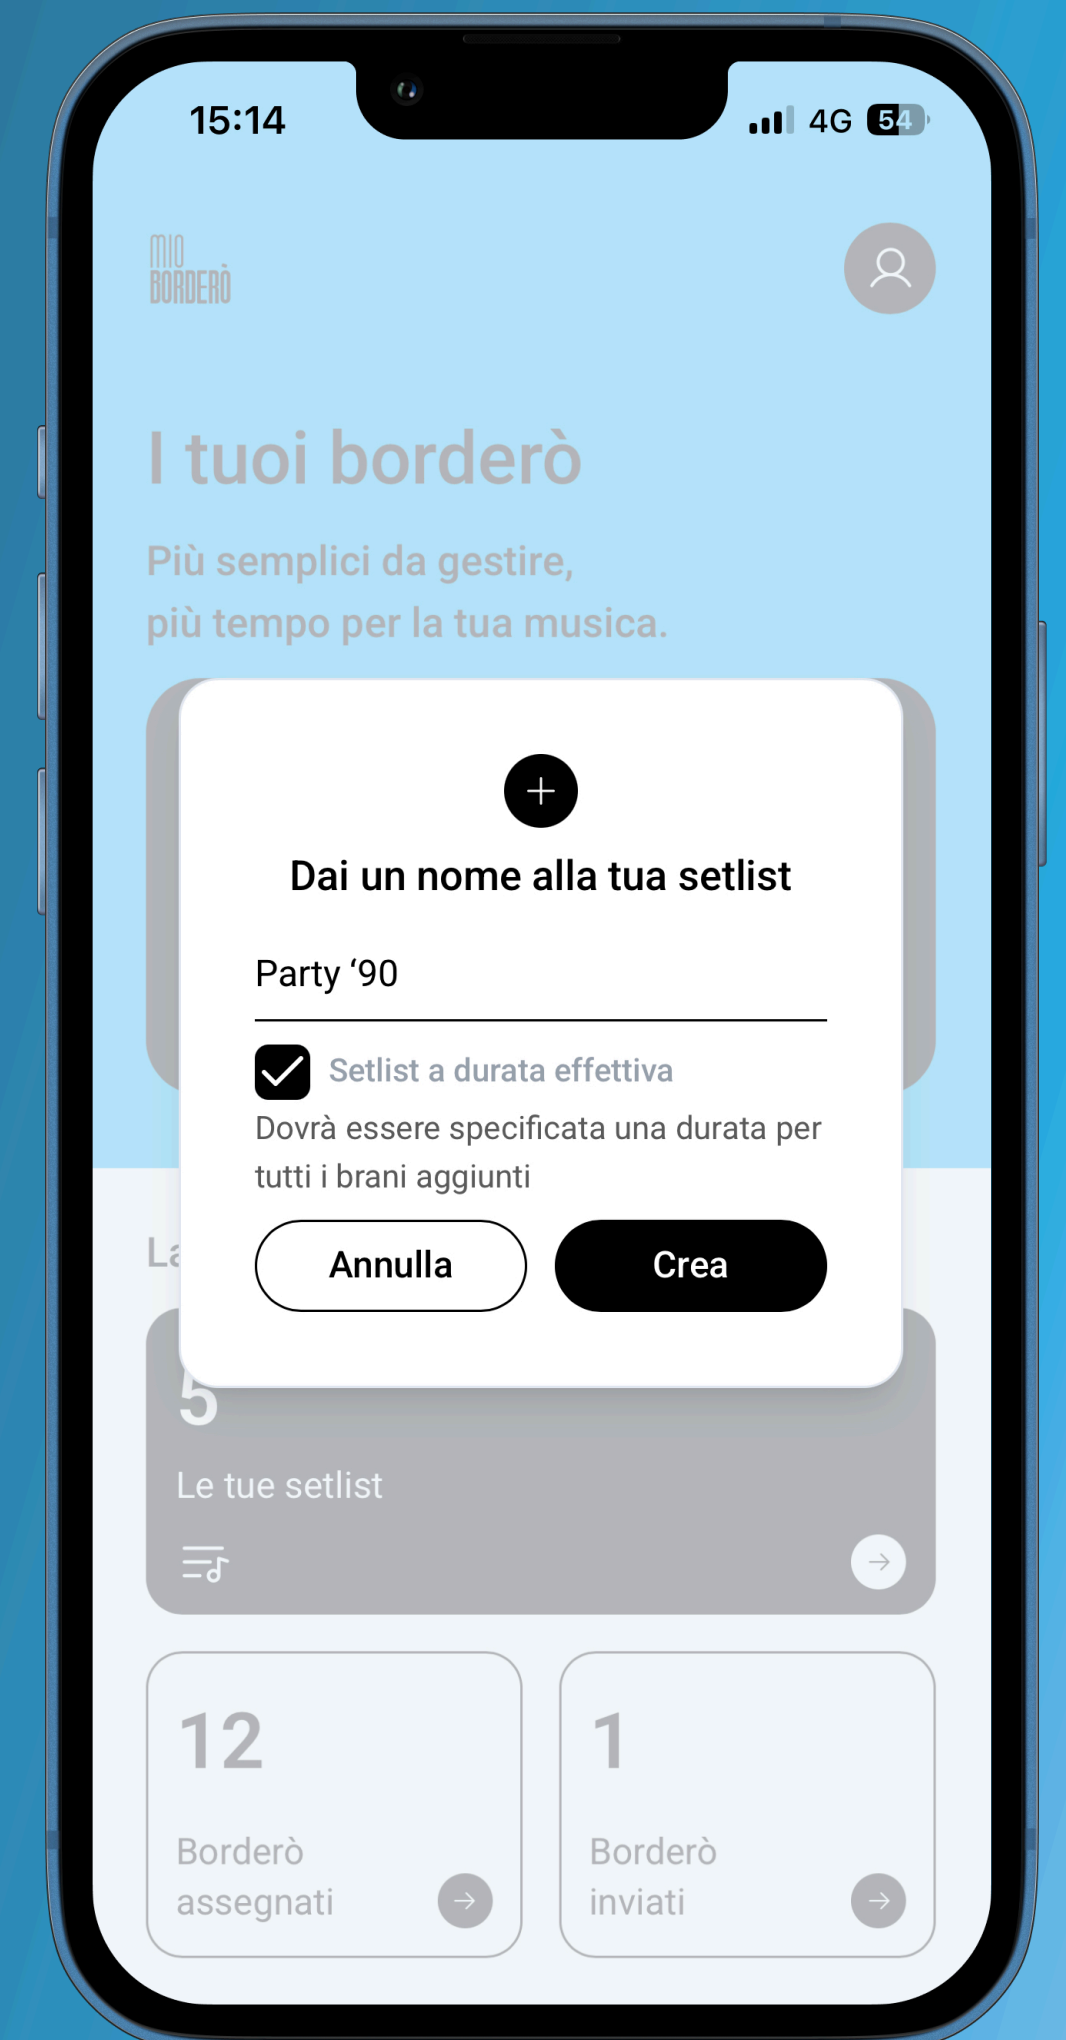 15:14
4G
54
MIO
BORDERÒ
I tuoi borderò
Più semplici da gestire,
più tempo per la tua musica.
Dai un nome alla tua setlist
Party ‘90
Setlist a durata effettiva
Dovrà essere specificata una durata per
tutti i brani aggiunti
Annulla
Crea
La
5
Le tue setlist
12
Borderò
assegnati
1
Borderò
inviati